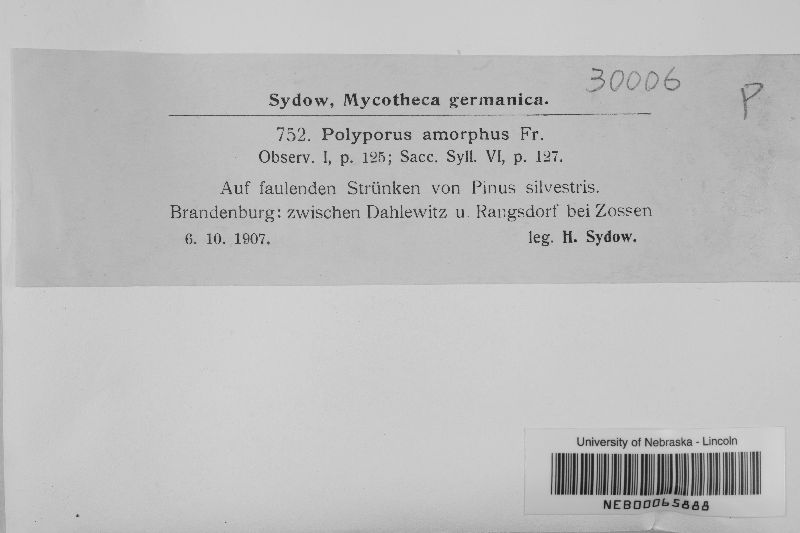 30006
P
Sydow, Mycotheca germanica.
752. Polyporus amorphus Fr.
Observ. I, p. 125; Sacc. Syll. VI, p. 127.
Auf faulenden Strünken von Pinus silvestris.
Brandenburg: zwischen Dahlewitz u. Rangsdorf bei Zossen
6. 10. 1907. leg. H. Sydow.
University of Nebraska - Lincoln
NEB00065888